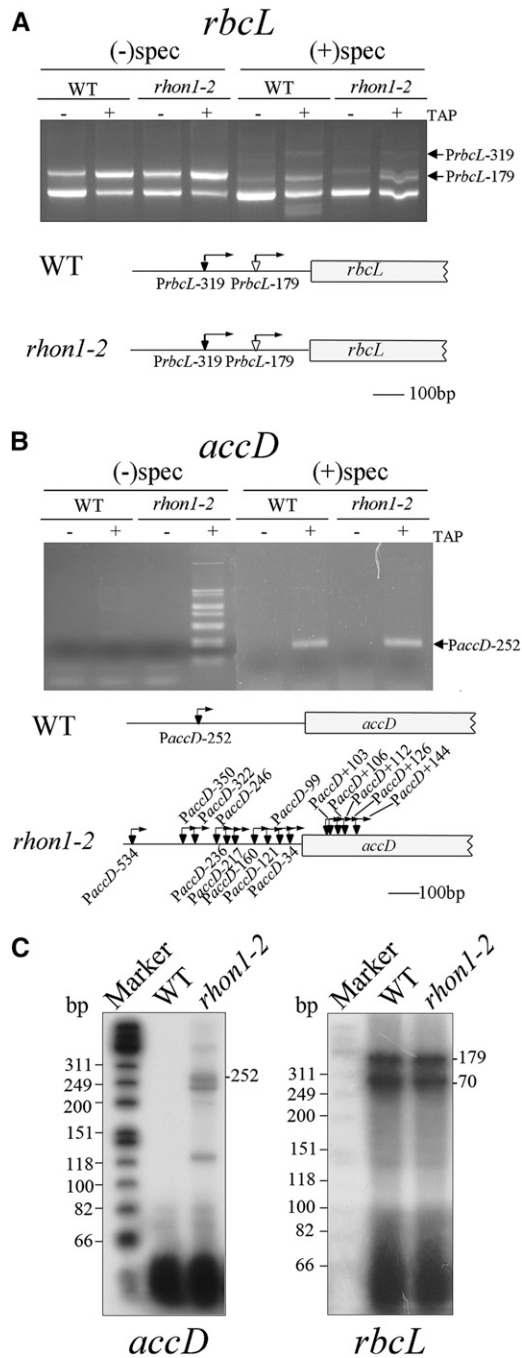 A
rbcL
(-)spec (+)spec
WT rhon1-2 WT rhon1-2
- + - + - + - + TAP
PrbcL-319
PrbcL-179
WT
PrbcL-319 PrbcL-179 rbcL
rhon1-2
PrbcL-319 PrbcL-179 rbcL
100bp
B
accD
(-)spec (+)spec
WT rhon1-2 WT rhon1-2
- + - + - + - + TAP
PaccD-252
WT
PaccD-252 accD
PaccD-350
PaccD-322
PaccD-246
PaccD-99
PaccD+103
PaccD+106
PaccD+112
PaccD+126
PaccD+144
rhon1-2
accD
PaccD-534
PaccD-236
PaccD-217
PaccD-160
PaccD-121
PaccD-34
100bp
C
bp Marker WT rhon1-2
311
249
200
151
118
100
82
66
252
accD
bp Marker WT rhon1-2
311
249
200
151
118
100
82
66
179
70
rbcL